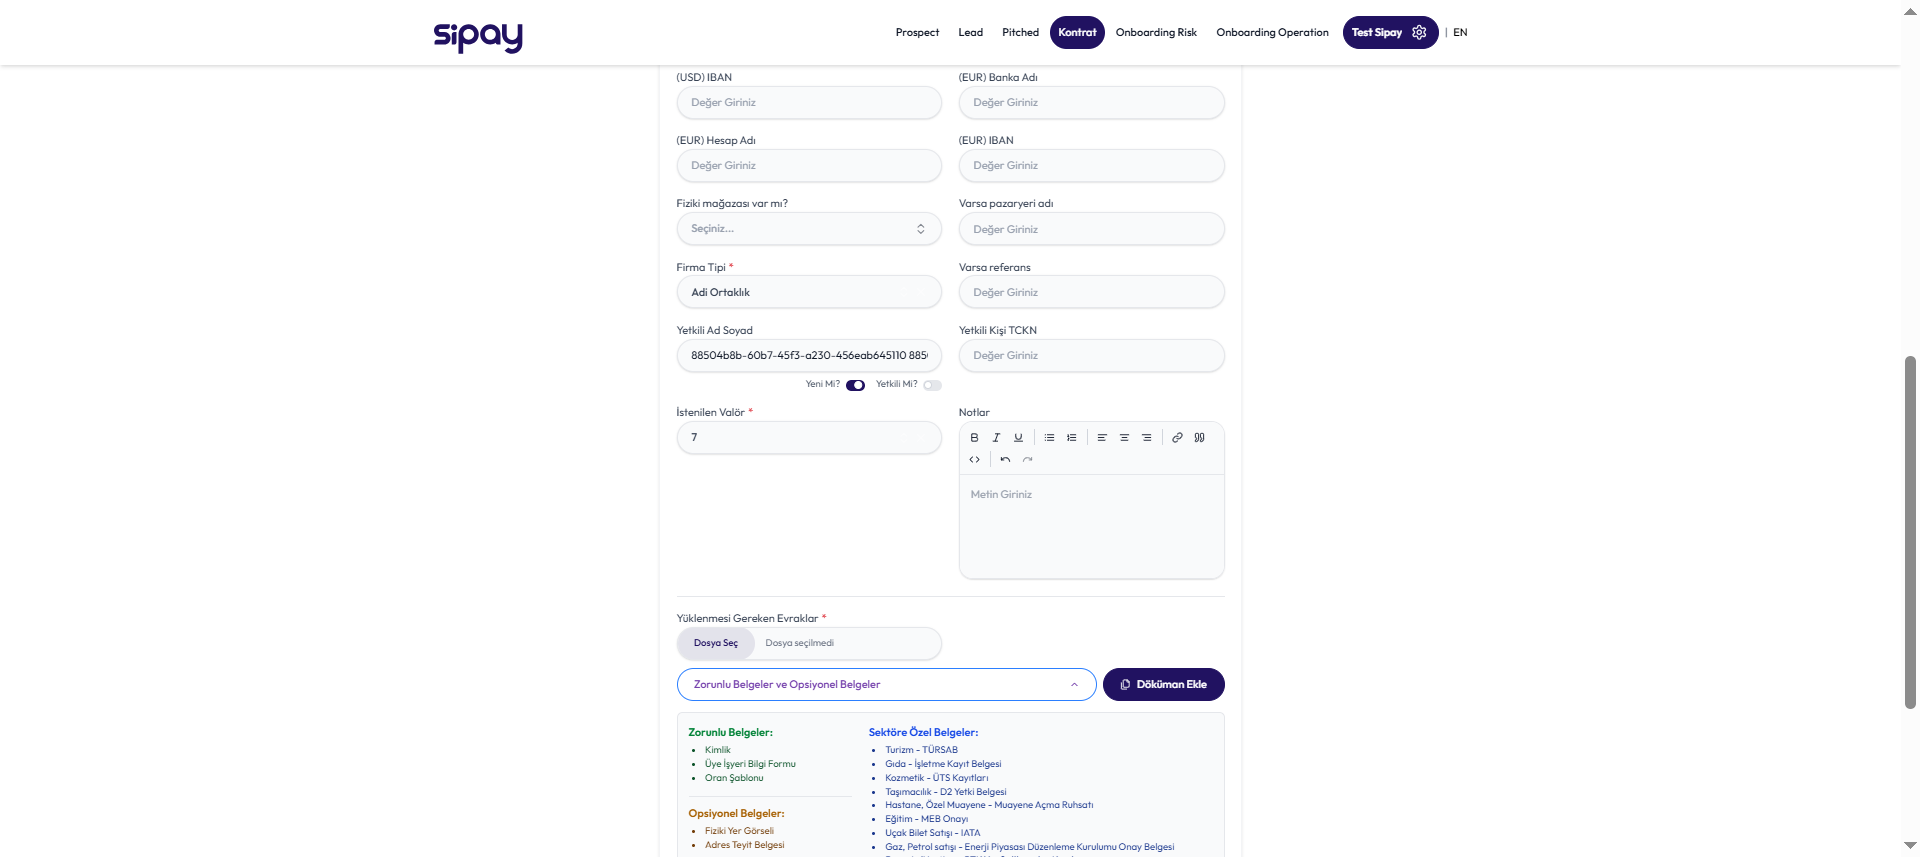 sipay
Prospect Lead Pitched Kontrat Onboarding Risk Onboarding Operation Test Sipay | EN
(USD) IBAN
Değer Giriniz
(EUR) Banka Adı
Değer Giriniz
(EUR) Hesap Adı
Değer Giriniz
(EUR) IBAN
Değer Giriniz
Fiziki mağazası var mı?
Seçiniz...
Varsa pazaryeri adı
Değer Giriniz
Firma Tipi *
Adi Ortaklık
Varsa referans
Değer Giriniz
Yetkili Ad Soyad
88504b8b-60b7-45f3-a230-456eab645110 885
Yeni Mi? Yetkili Mi?
Yetkili Kişi TCKN
Değer Giriniz
İstenilen Valör *
7
Notlar
Metin Giriniz
Yüklenmesi Gereken Evraklar *
Dosya Seç Dosya seçilmedi
Zorunlu Belgeler ve Opsiyonel Belgeler
Döküman Ekle
Zorunlu Belgeler:
Kimlik
Üye İşyeri Bilgi Formu
Oran Şablonu
Opsiyonel Belgeler:
Fiziki Yer Görseli
Adres Teyit Belgesi
Sektöre Özel Belgeler:
Turizm - TÜRSAB
Gıda - İşletme Kayıt Belgesi
Kozmetik - ÜTS Kayıtları
Taşımacılık - D2 Yetki Belgesi
Hastane, Özel Muayene - Muayene Açma Ruhsatı
Eğitim - MEB Onayı
Uçak Bilet Satışı - IATA
Gaz, Petrol satışı - Enerji Piyasası Düzenleme Kurulumu Onay Belgesi